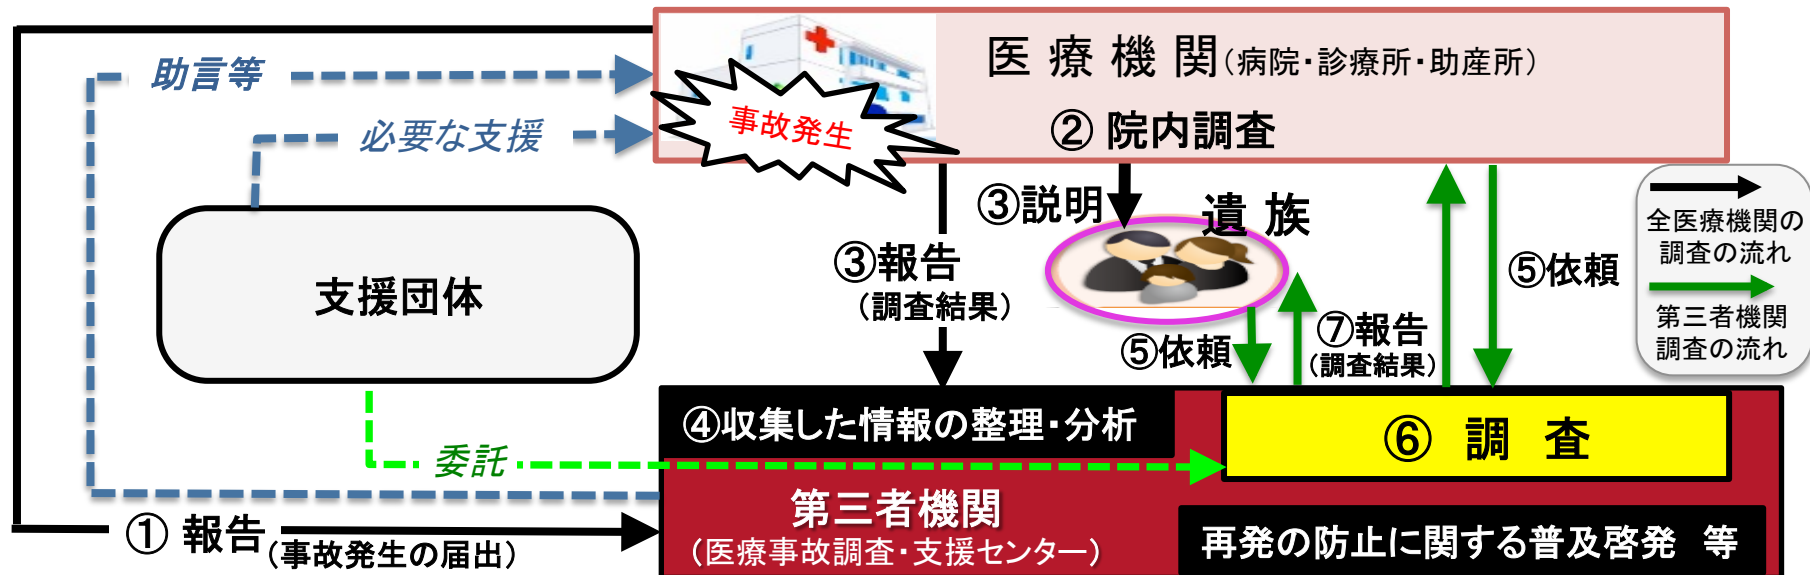 医療機関(病院・診療所・助産所)
助言等
事故発生
② 院内調査
必要な支援
③説明
遺族
支援団体
③報告
(調査結果)
⑤依頼
⑦報告
(調査結果)
⑤依頼
全医療機関の
調査の流れ
第三者機関
調査の流れ
④収集した情報の整理・分析
⑥ 調 査
委託
第三者機関
(医療事故調査・支援センター)
① 報告(事故発生の届出)
再発の防止に関する普及啓発 等